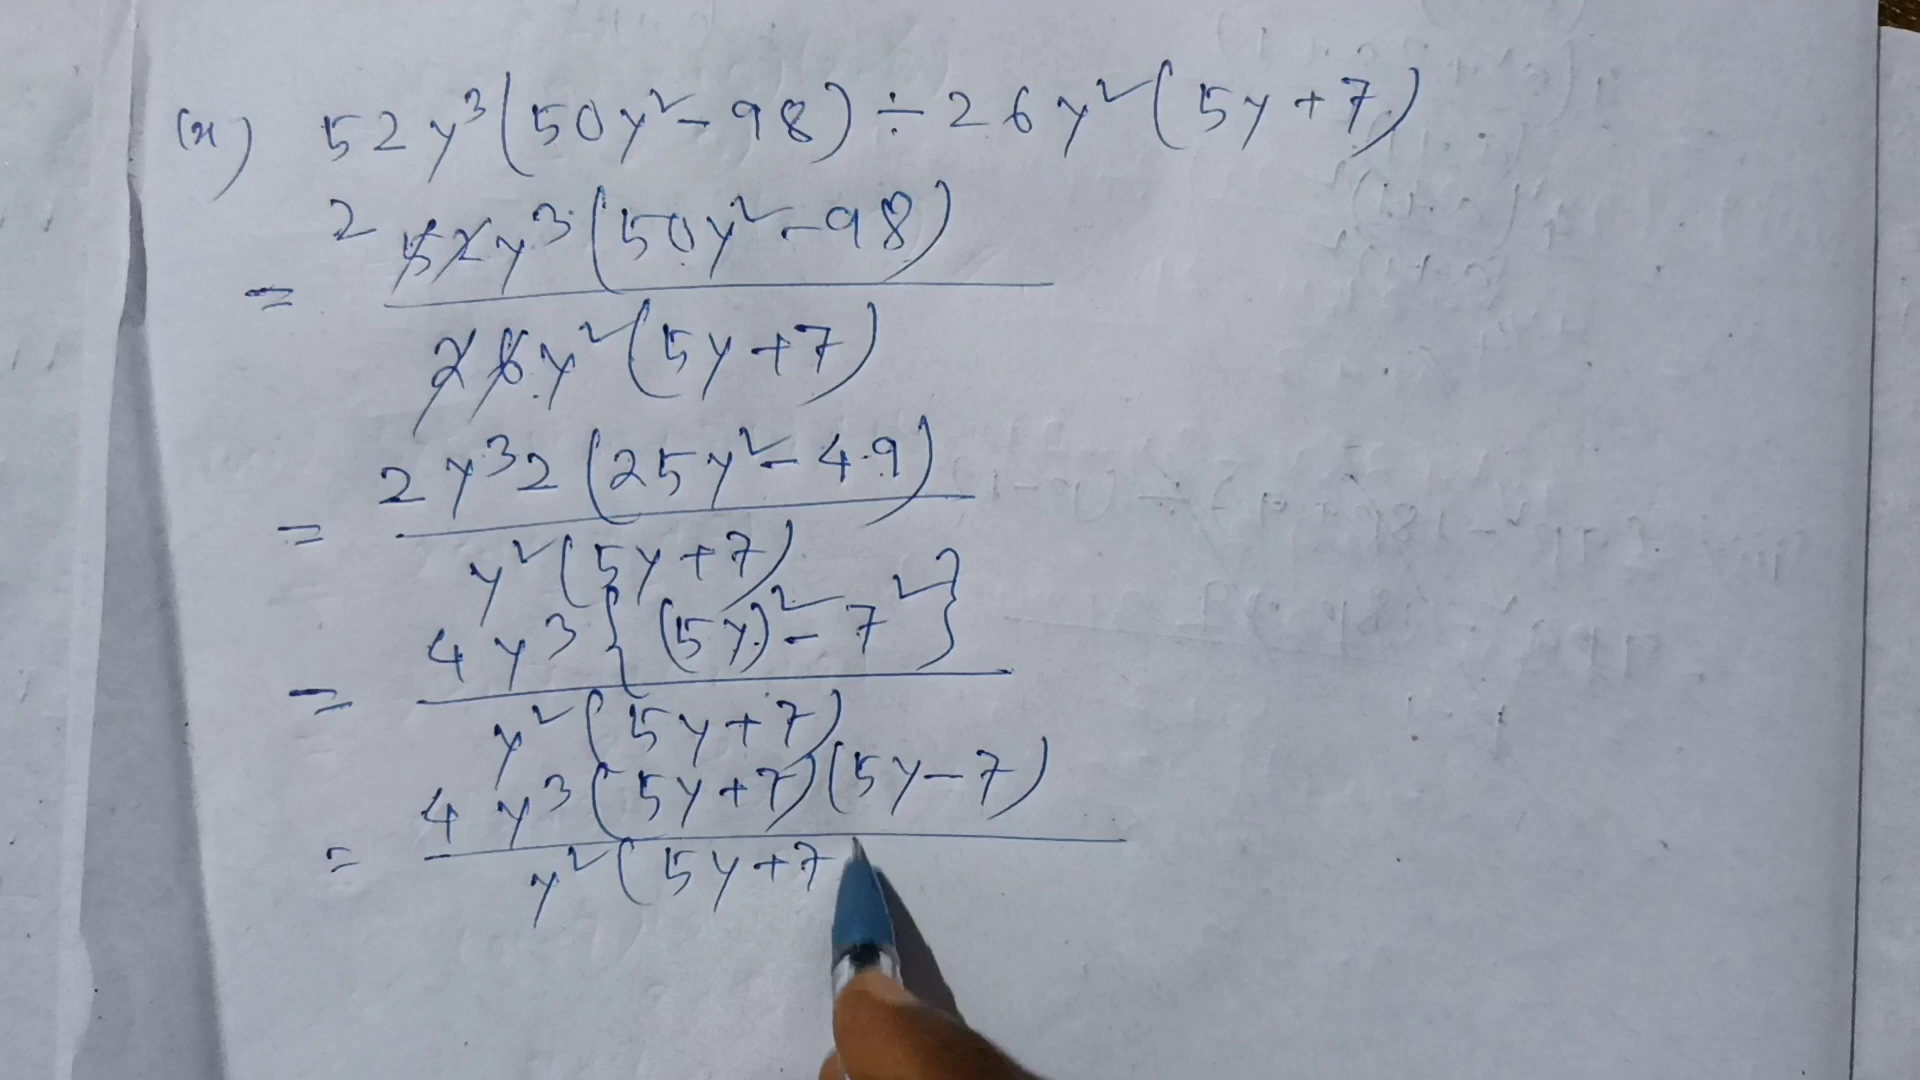 (x) 52y³(50y²-98) ÷ 26y²(5y+7)
2 52y³(50y²-98)
=
26y²(5y+7)
2y³2(25y²-49)
=
y²(5y+7)
4y³{(5y)²-7²}
=
y²(5y+7)
4y³(5y+7)(5y-7)
=
y²(5y+7